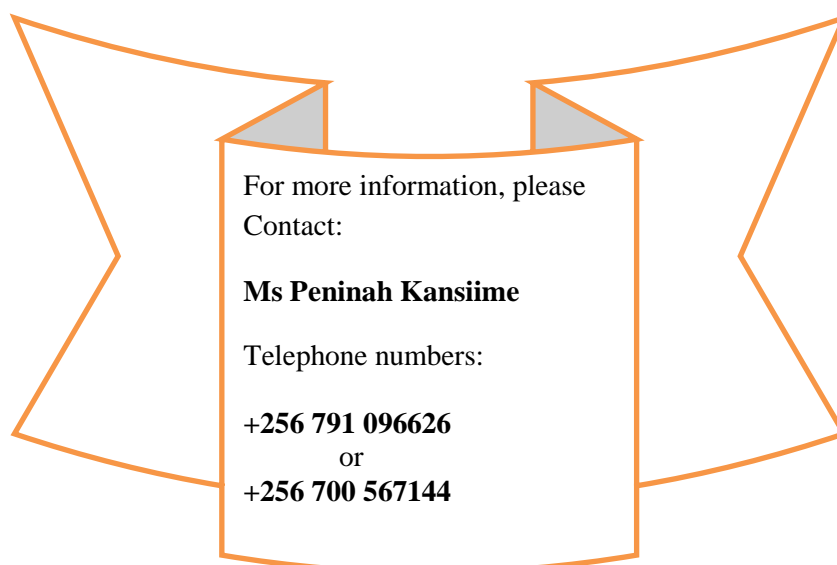 For more information, please
Contact:
Ms Peninah Kansiime
Telephone numbers:
+256 791 096626
or
+256 700 567144